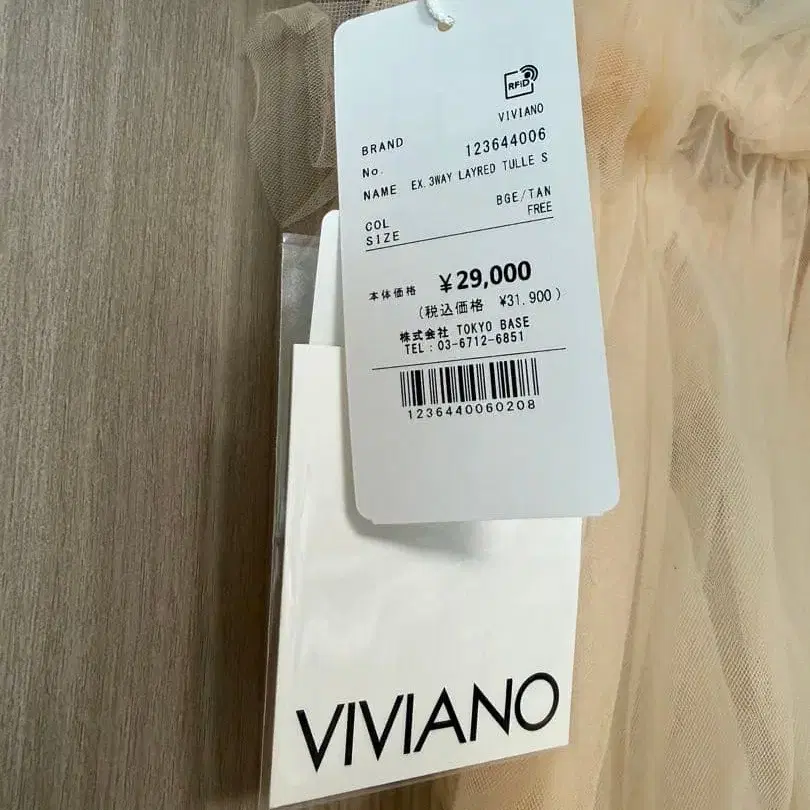 RFiD
BRAND VIVIANO
No. 123644006
NAME EX.3WAY LAYRED TULLE S
COL BGE/TAN
SIZE FREE
本体価格 ¥29,000
(税込価格 ¥31,900)
株式会社 TOKYO BASE
TEL:03-6712-6851
1236440060208
VIVIANO